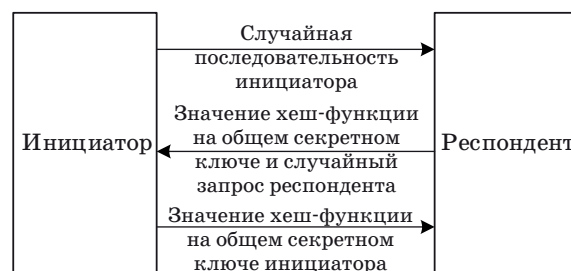 Случайная
последовательность
инициатора
Значение хеш-функции
на общем секретном
Инициатор
ключе и случайный
Респондент
запрос респондента
Значение хеш-функции
на общем секретном
ключе инициатора